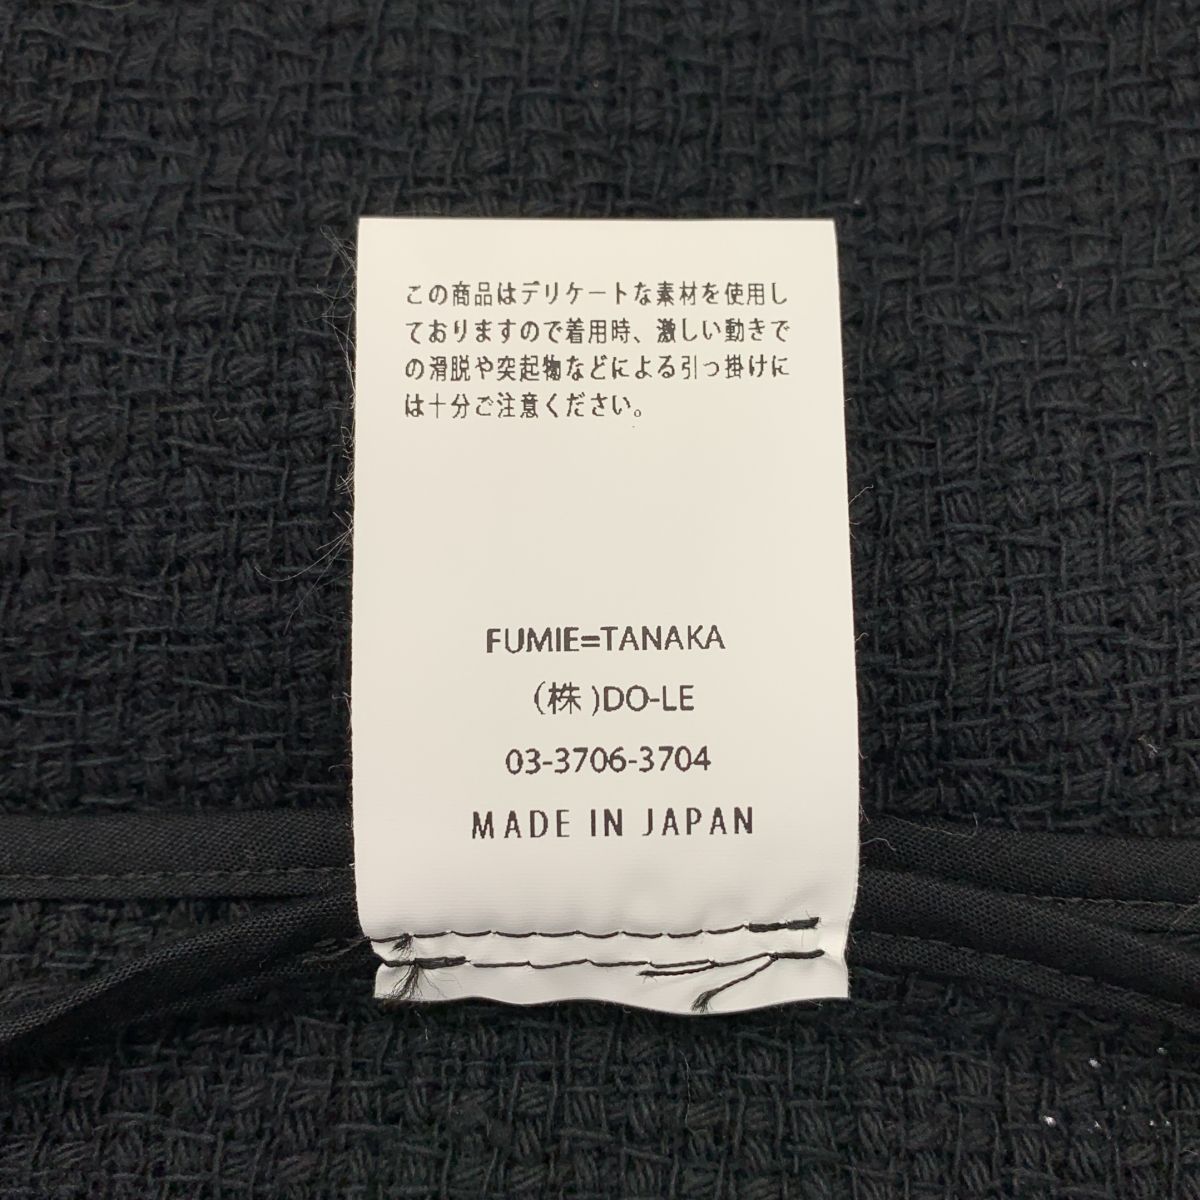 この商品はデリケートな素材を使用し
ておりますので着用時、激しい動きで
の滑脱や突起物などによる引っ掛けに
は十分ご注意ください。
FUMIE=TANAKA
(株)DO-LE
03-3706-3704
MADE IN JAPAN